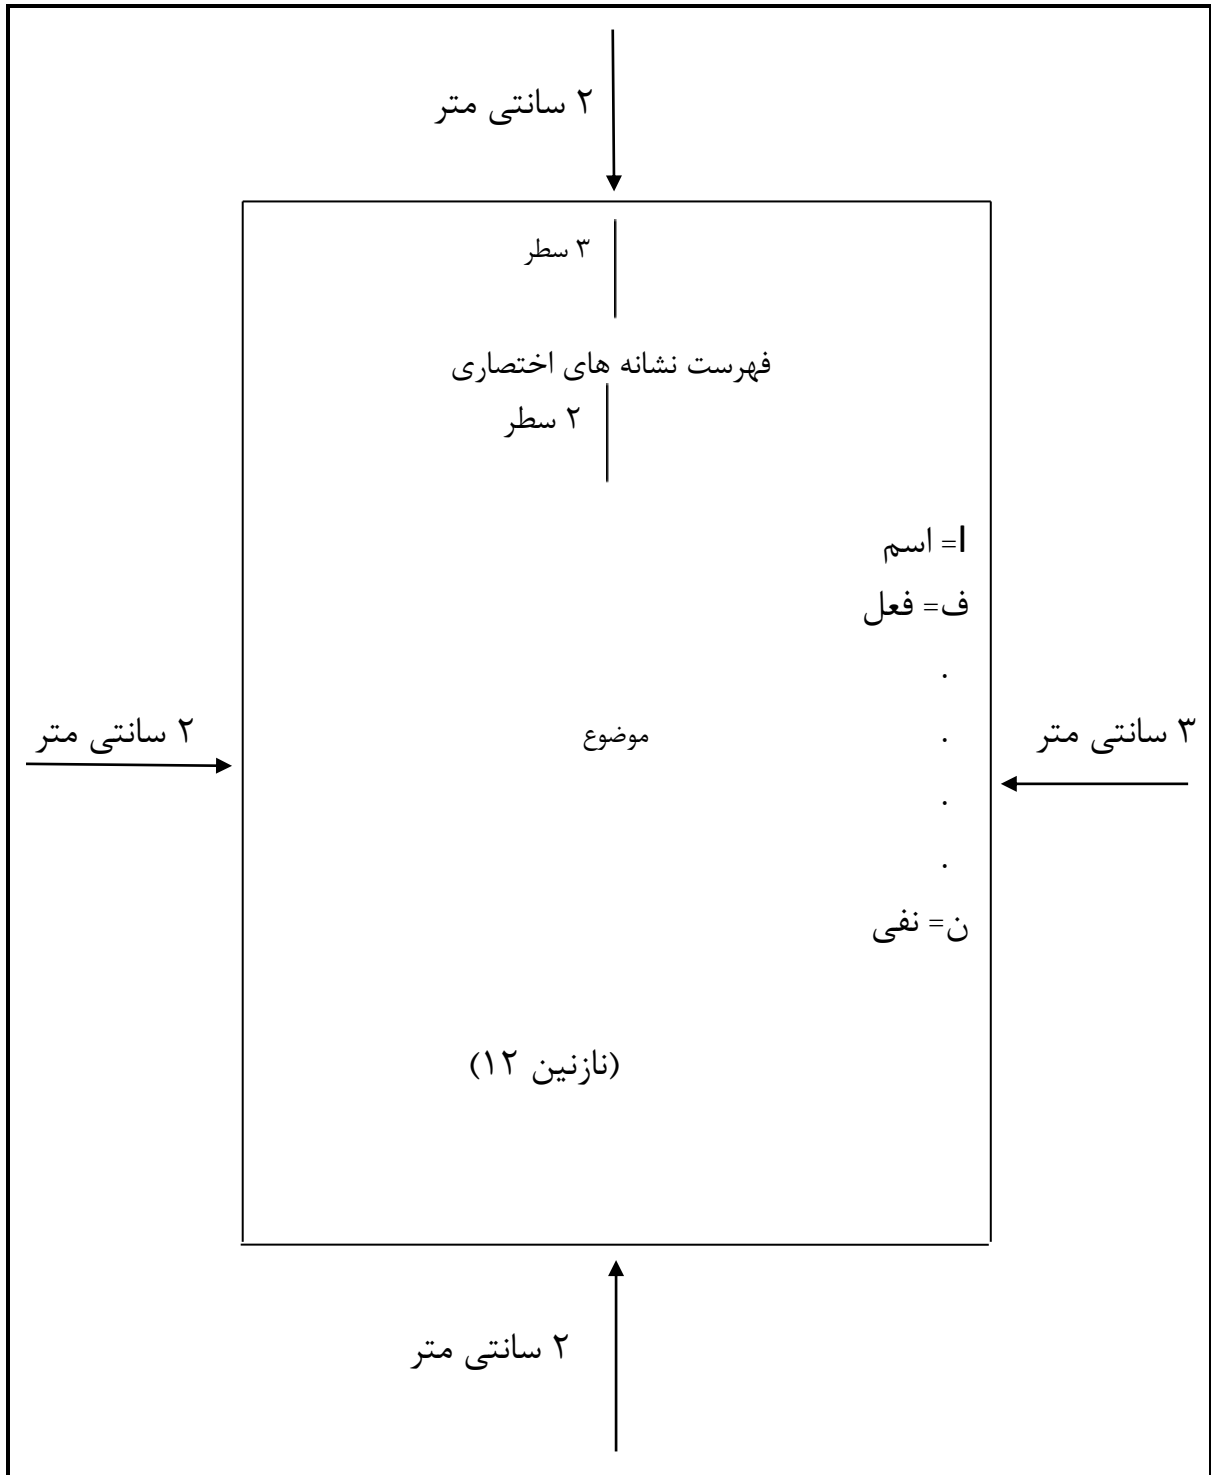 ۲ سانتی متر
۳ سطر
فهرست نشانه های اختصاری
۲ سطر
ا= اسم
ف= فعل
.
۳ سانتی متر
.
موضوع
۲ سانتی متر
.
.
ن= نفی
(نازنین ۱۲)
۲ سانتی متر